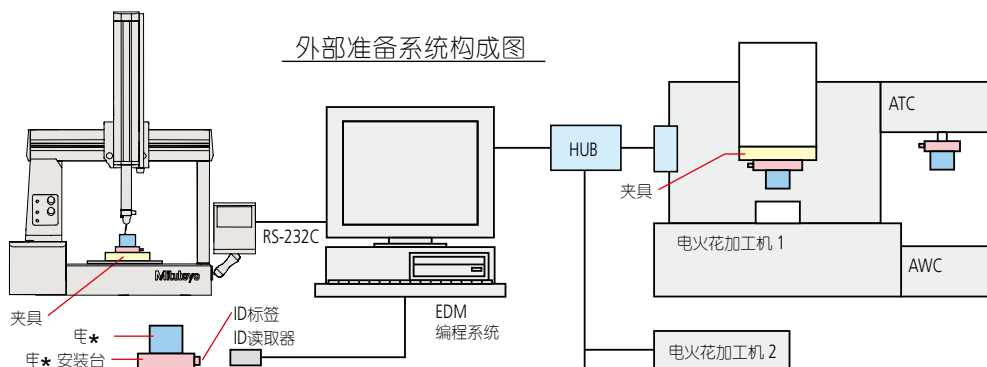 外部准备系统构成图
ATC
HUB
夹具
RS-232C
电火花加工机 1
Mitutoyo
AWC
夹具
EDM
编程系统
ID标签
电*
ID读取器
电* 安装台
电火花加工机 2